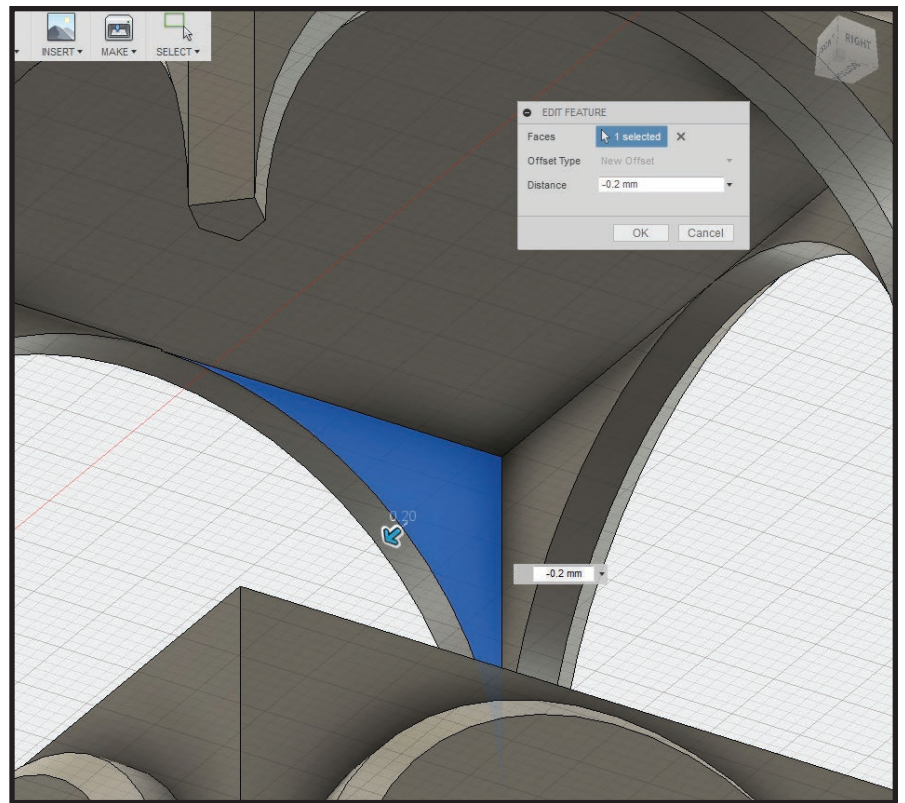 INSERT ▾ MAKE ▾ SELECT ▾
RIGHT
EDIT FEATURE
Faces 1 selected
Offset Type New Offset
Distance -0.2 mm
OK Cancel
0.20
-0.2 mm